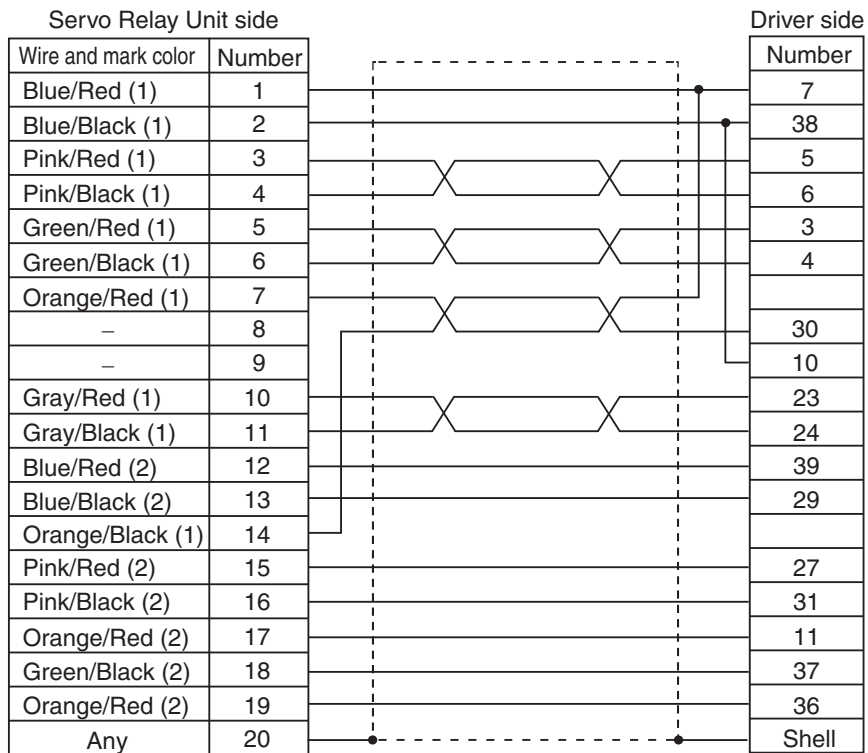 Servo Relay Unit side Driver side
Wire and mark color Number Number
Blue/Red (1) 1 7
Blue/Black (1) 2 38
Pink/Red (1) 3 5
Pink/Black (1) 4 6
Green/Red (1) 5 3
Green/Black (1) 6 4
Orange/Red (1) 7
– 8 30
– 9 10
Gray/Red (1) 10 23
Gray/Black (1) 11 24
Blue/Red (2) 12 39
Blue/Black (2) 13 29
Orange/Black (1) 14
Pink/Red (2) 15 27
Pink/Black (2) 16 31
Orange/Red (2) 17 11
Green/Black (2) 18 37
Orange/Red (2) 19 36
Any 20 Shell